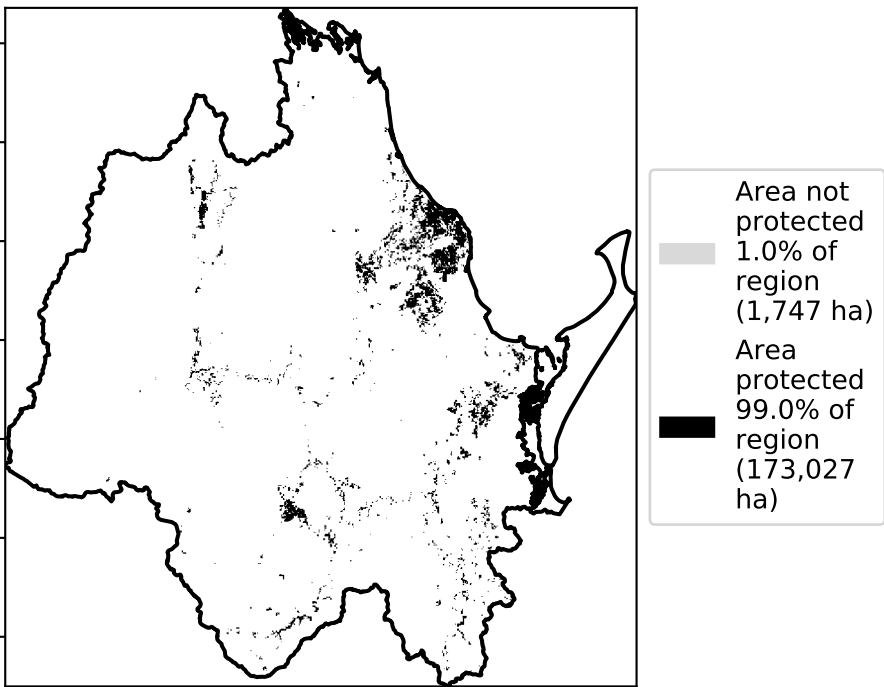 Area not
protected
1.0% of
region
(1,747 ha)
Area
protected
99.0% of
region
(173,027
ha)